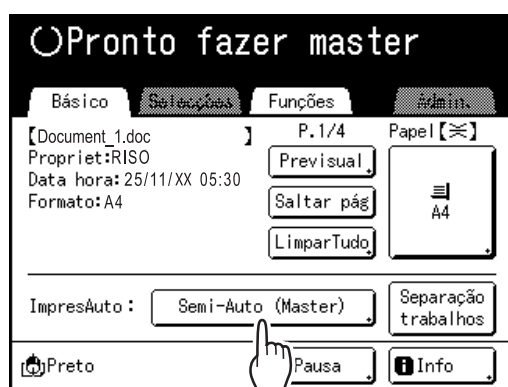 Pronto fazer master
Básico Selecções Funções Admin.
【Document_1.doc 】 P.1/4 Papel【】
Propriet:RISO Previsual
Data hora: 25/11/XX 05:30
Formato: A4 Saltar pág A4
LimparTudo
ImpresAuto: Semi-Auto (Master) Separação
trabalhos
Preto Pausa Info